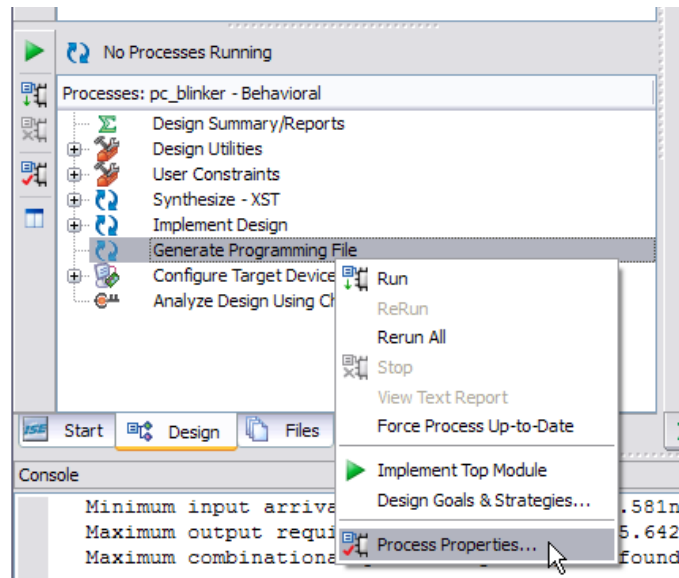 No Processes Running
Processes: pc_blinker - Behavioral
Design Summary/Reports
Design Utilities
User Constraints
Synthesize - XST
Implement Design
Generate Programming File
Configure Target Device
Analyze Design Using Ch
Run
ReRun
Rerun All
Stop
View Text Report
Force Process Up-to-Date
Implement Top Module
Design Goals & Strategies...
Process Properties...
ISE Start Design Files
Console
Minimum input arriva .581n
Maximum output requi 5.642
Maximum combinationa found